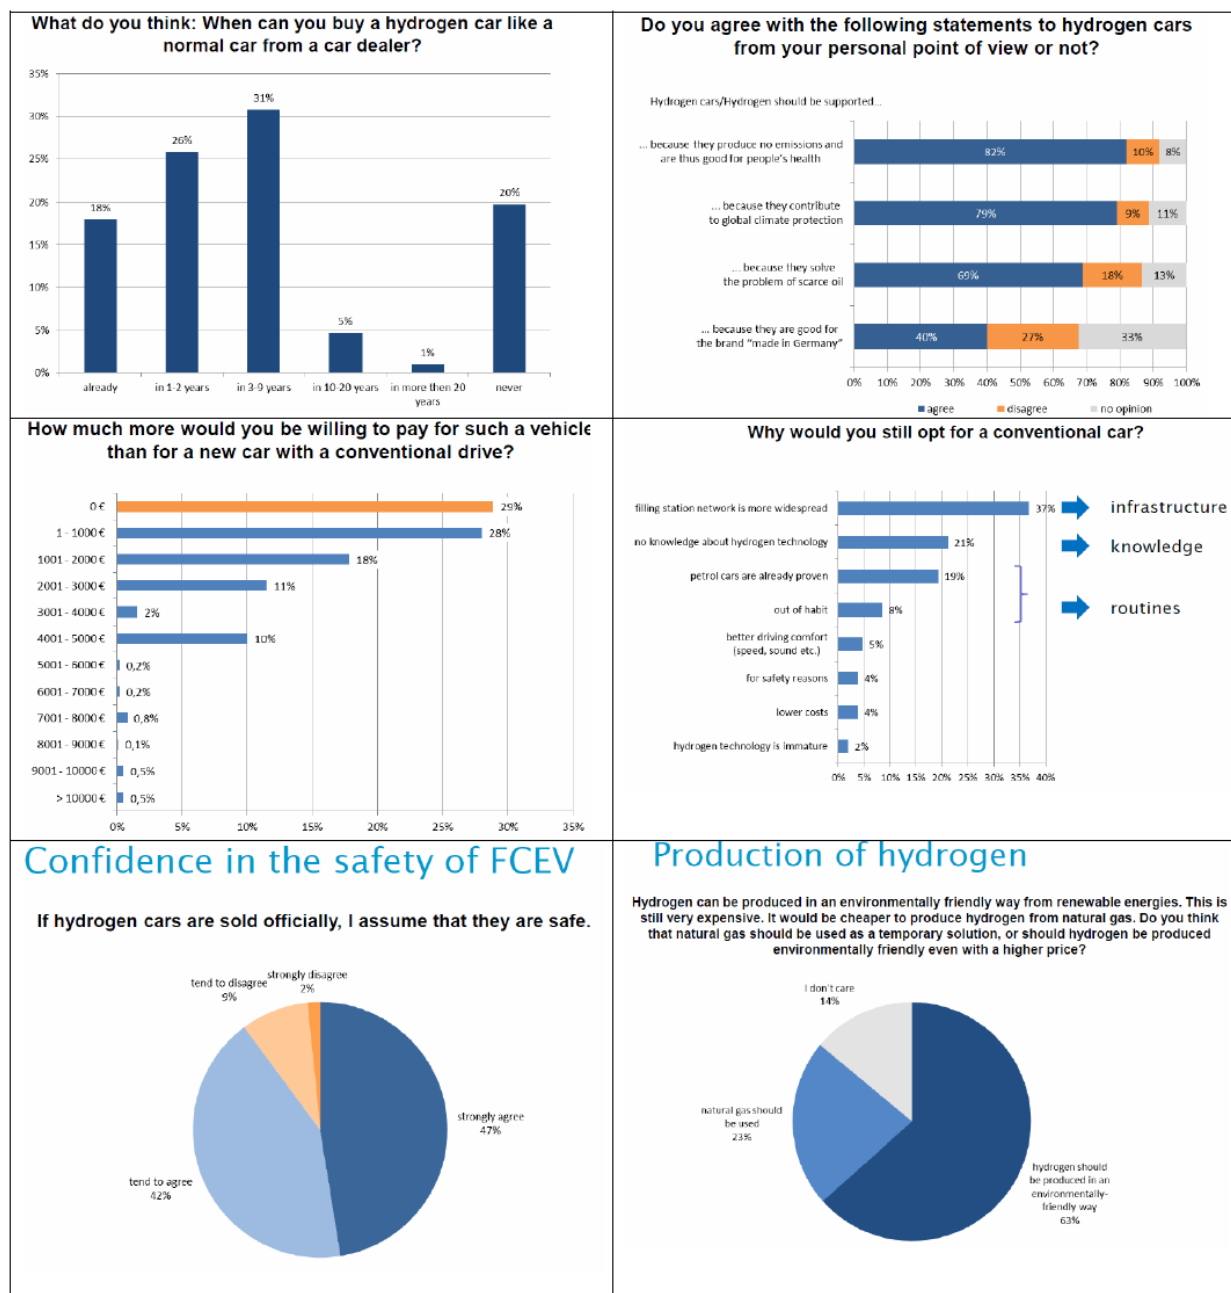 What do you think: When can you buy a hydrogen car like a
normal car from a car dealer?
35%
30%
25%
20%
15%
10%
5%
0%
18%
26%
31%
5%
1%
20%
already
in 1-2 years
in 3-9 years
in 10-20 years
in more then 20
years
never
Do you agree with the following statements to hydrogen cars
from your personal point of view or not?
Hydrogen cars/Hydrogen should be supported...
... because they produce no emissions and
are thus good for people's health
82%
10%
8%
... because they contribute
to global climate protection
79%
9%
11%
... because they solve
the problem of scarce oil
69%
18%
13%
... because they are good for
the brand "made in Germany"
40%
27%
33%
0% 10% 20% 30% 40% 50% 60% 70% 80% 90% 100%
agree disagree no opinion
How much more would you be willing to pay for such a vehicle
than for a new car with a conventional drive?
0 € 29%
1 - 1000 € 28%
1001 - 2000 € 18%
2001 - 3000 € 11%
3001 - 4000 € 2%
4001 - 5000 € 10%
5001 - 6000 € 0,2%
6001 - 7000 € 0,2%
7001 - 8000 € 0,8%
8001 - 9000 € 0,1%
9001 - 10000 € 0,5%
> 10000 € 0,5%
0% 5% 10% 15% 20% 25% 30% 35%
Why would you still opt for a conventional car?
filling station network is more widespread 37% infrastructure
no knowledge about hydrogen technology 21% knowledge
petrol cars are already proven 19%
out of habit 8% routines
better driving comfort
(speed, sound etc.) 5%
for safety reasons 4%
lower costs 4%
hydrogen technology is immature 2%
0% 5% 10% 15% 20% 25% 30% 35% 40%
Confidence in the safety of FCEV
If hydrogen cars are sold officially, I assume that they are safe.
strongly disagree
2%
tend to disagree
9%
strongly agree
47%
tend to agree
42%
Production of hydrogen
Hydrogen can be produced in an environmentally friendly way from renewable energies. This is
still very expensive. It would be cheaper to produce hydrogen from natural gas. Do you think
that natural gas should be used as a temporary solution, or should hydrogen be produced
environmentally friendly even with a higher price?
I don't care
14%
natural gas should
be used
23%
hydrogen should
be produced in an
environmentally-
friendly way
63%